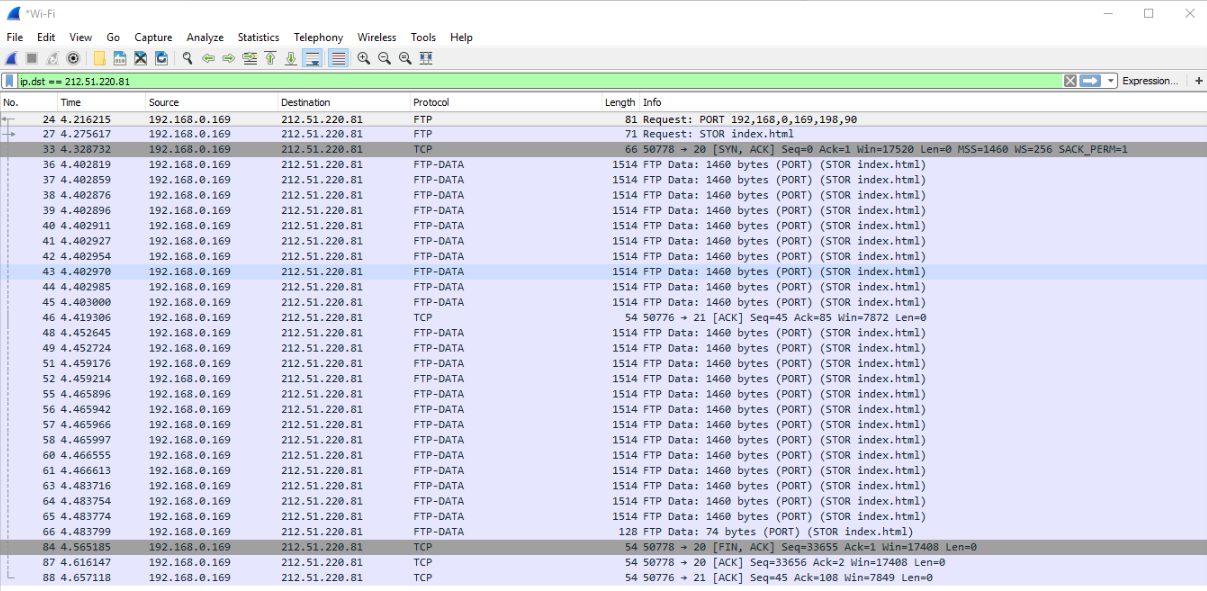 *Wi-Fi
File Edit View Go Capture Analyze Statistics Telephony Wireless Tools Help
ip.dst == 212.51.220.81 Expression... +
No. Time Source Destination Protocol Length Info
24 4.216215 192.168.0.169 212.51.220.81 FTP 81 Request: PORT 192,168,0,169,198,90
27 4.275617 192.168.0.169 212.51.220.81 FTP 71 Request: STOR index.html
33 4.328732 192.168.0.169 212.51.220.81 TCP 66 50778 → 20 [SYN, ACK] Seq=0 Ack=1 Win=17520 Len=0 MSS=1460 WS=256 SACK_PERM=1
36 4.402819 192.168.0.169 212.51.220.81 FTP-DATA 1514 FTP Data: 1460 bytes (PORT) (STOR index.html)
37 4.402859 192.168.0.169 212.51.220.81 FTP-DATA 1514 FTP Data: 1460 bytes (PORT) (STOR index.html)
38 4.402876 192.168.0.169 212.51.220.81 FTP-DATA 1514 FTP Data: 1460 bytes (PORT) (STOR index.html)
39 4.402896 192.168.0.169 212.51.220.81 FTP-DATA 1514 FTP Data: 1460 bytes (PORT) (STOR index.html)
40 4.402911 192.168.0.169 212.51.220.81 FTP-DATA 1514 FTP Data: 1460 bytes (PORT) (STOR index.html)
41 4.402927 192.168.0.169 212.51.220.81 FTP-DATA 1514 FTP Data: 1460 bytes (PORT) (STOR index.html)
42 4.402954 192.168.0.169 212.51.220.81 FTP-DATA 1514 FTP Data: 1460 bytes (PORT) (STOR index.html)
43 4.402970 192.168.0.169 212.51.220.81 FTP-DATA 1514 FTP Data: 1460 bytes (PORT) (STOR index.html)
44 4.402985 192.168.0.169 212.51.220.81 FTP-DATA 1514 FTP Data: 1460 bytes (PORT) (STOR index.html)
45 4.403000 192.168.0.169 212.51.220.81 FTP-DATA 1514 FTP Data: 1460 bytes (PORT) (STOR index.html)
46 4.419306 192.168.0.169 212.51.220.81 TCP 54 50776 → 21 [ACK] Seq=45 Ack=85 Win=7872 Len=0
48 4.452645 192.168.0.169 212.51.220.81 FTP-DATA 1514 FTP Data: 1460 bytes (PORT) (STOR index.html)
49 4.452724 192.168.0.169 212.51.220.81 FTP-DATA 1514 FTP Data: 1460 bytes (PORT) (STOR index.html)
51 4.459176 192.168.0.169 212.51.220.81 FTP-DATA 1514 FTP Data: 1460 bytes (PORT) (STOR index.html)
52 4.459214 192.168.0.169 212.51.220.81 FTP-DATA 1514 FTP Data: 1460 bytes (PORT) (STOR index.html)
55 4.465896 192.168.0.169 212.51.220.81 FTP-DATA 1514 FTP Data: 1460 bytes (PORT) (STOR index.html)
56 4.465942 192.168.0.169 212.51.220.81 FTP-DATA 1514 FTP Data: 1460 bytes (PORT) (STOR index.html)
57 4.465966 192.168.0.169 212.51.220.81 FTP-DATA 1514 FTP Data: 1460 bytes (PORT) (STOR index.html)
58 4.465997 192.168.0.169 212.51.220.81 FTP-DATA 1514 FTP Data: 1460 bytes (PORT) (STOR index.html)
60 4.466555 192.168.0.169 212.51.220.81 FTP-DATA 1514 FTP Data: 1460 bytes (PORT) (STOR index.html)
61 4.466613 192.168.0.169 212.51.220.81 FTP-DATA 1514 FTP Data: 1460 bytes (PORT) (STOR index.html)
63 4.483716 192.168.0.169 212.51.220.81 FTP-DATA 1514 FTP Data: 1460 bytes (PORT) (STOR index.html)
64 4.483754 192.168.0.169 212.51.220.81 FTP-DATA 1514 FTP Data: 1460 bytes (PORT) (STOR index.html)
65 4.483774 192.168.0.169 212.51.220.81 FTP-DATA 1514 FTP Data: 1460 bytes (PORT) (STOR index.html)
66 4.483799 192.168.0.169 212.51.220.81 FTP-DATA 128 FTP Data: 74 bytes (PORT) (STOR index.html)
84 4.565185 192.168.0.169 212.51.220.81 TCP 54 50778 → 20 [FIN, ACK] Seq=33655 Ack=1 Win=17408 Len=0
87 4.616147 192.168.0.169 212.51.220.81 TCP 54 50778 → 20 [ACK] Seq=33656 Ack=2 Win=17408 Len=0
88 4.657118 192.168.0.169 212.51.220.81 TCP 54 50776 → 21 [ACK] Seq=45 Ack=108 Win=7849 Len=0